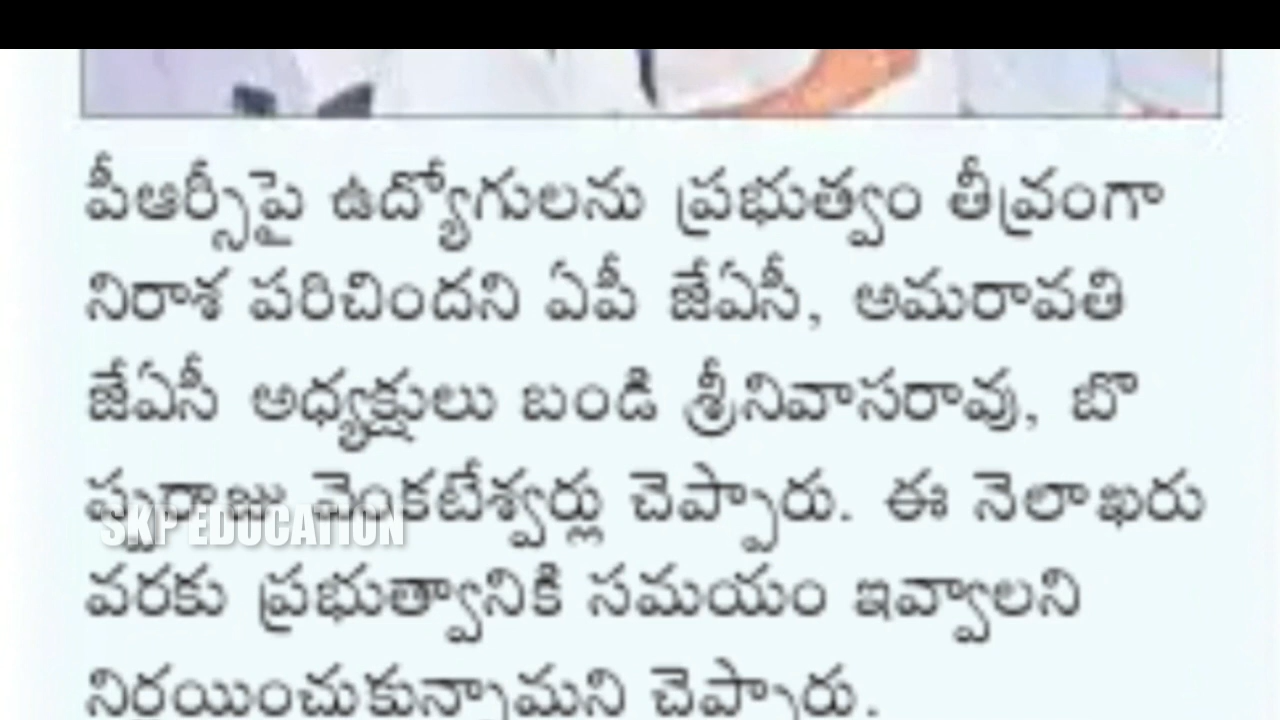 పీఆర్సీపై ఉద్యోగులను ప్రభుత్వం తీవ్రంగా
నిరాశ పరిచిందని ఏపీ జేఏసీ, అమరావతి
జేఏసీ అధ్యక్షులు బండి శ్రీనివాసరావు, బొ
ప్పరాజు వెంకటేశ్వర్లు చెప్పారు. ఈ నెలాఖరు
SKP EDUCATION
వరకు ప్రభుత్వానికి సమయం ఇవ్వాలని
నిర్ణయించుకున్నామని చెప్పారు.